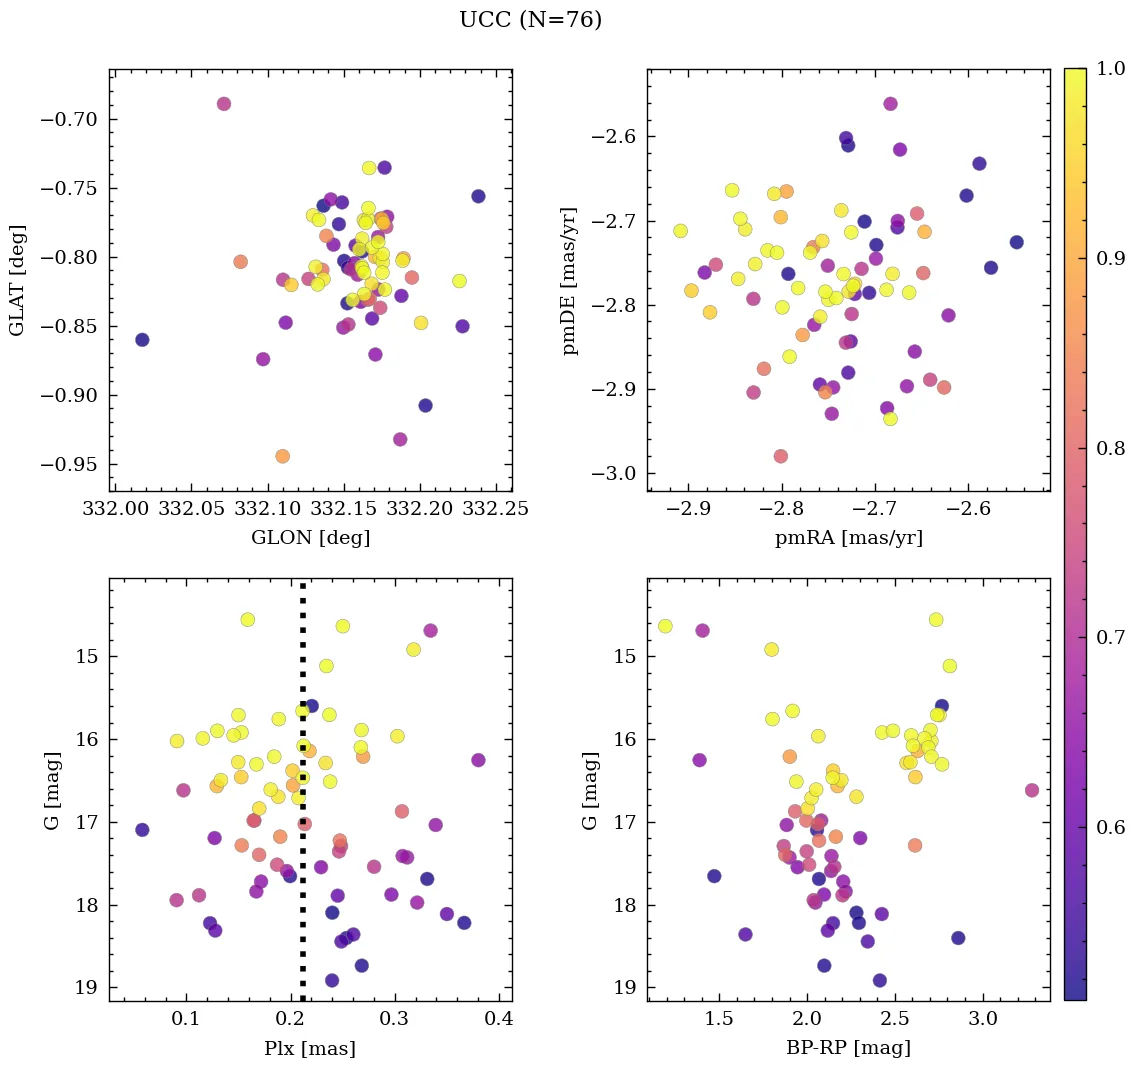 UCC (N=76)
−0.70
−0.75
−0.80
−0.85
−0.90
−0.95
GLAT [deg]
332.00 332.05 332.10 332.15 332.20 332.25
GLON [deg]
−2.6
−2.7
−2.8
−2.9
−3.0
pmDE [mas/yr]
−2.9 −2.8 −2.7 −2.6
pmRA [mas/yr]
1.0
0.9
0.8
0.7
0.6
15
16
17
18
19
G [mag]
0.1 0.2 0.3 0.4
Plx [mas]
15
16
17
18
19
G [mag]
1.5 2.0 2.5 3.0
BP-RP [mag]